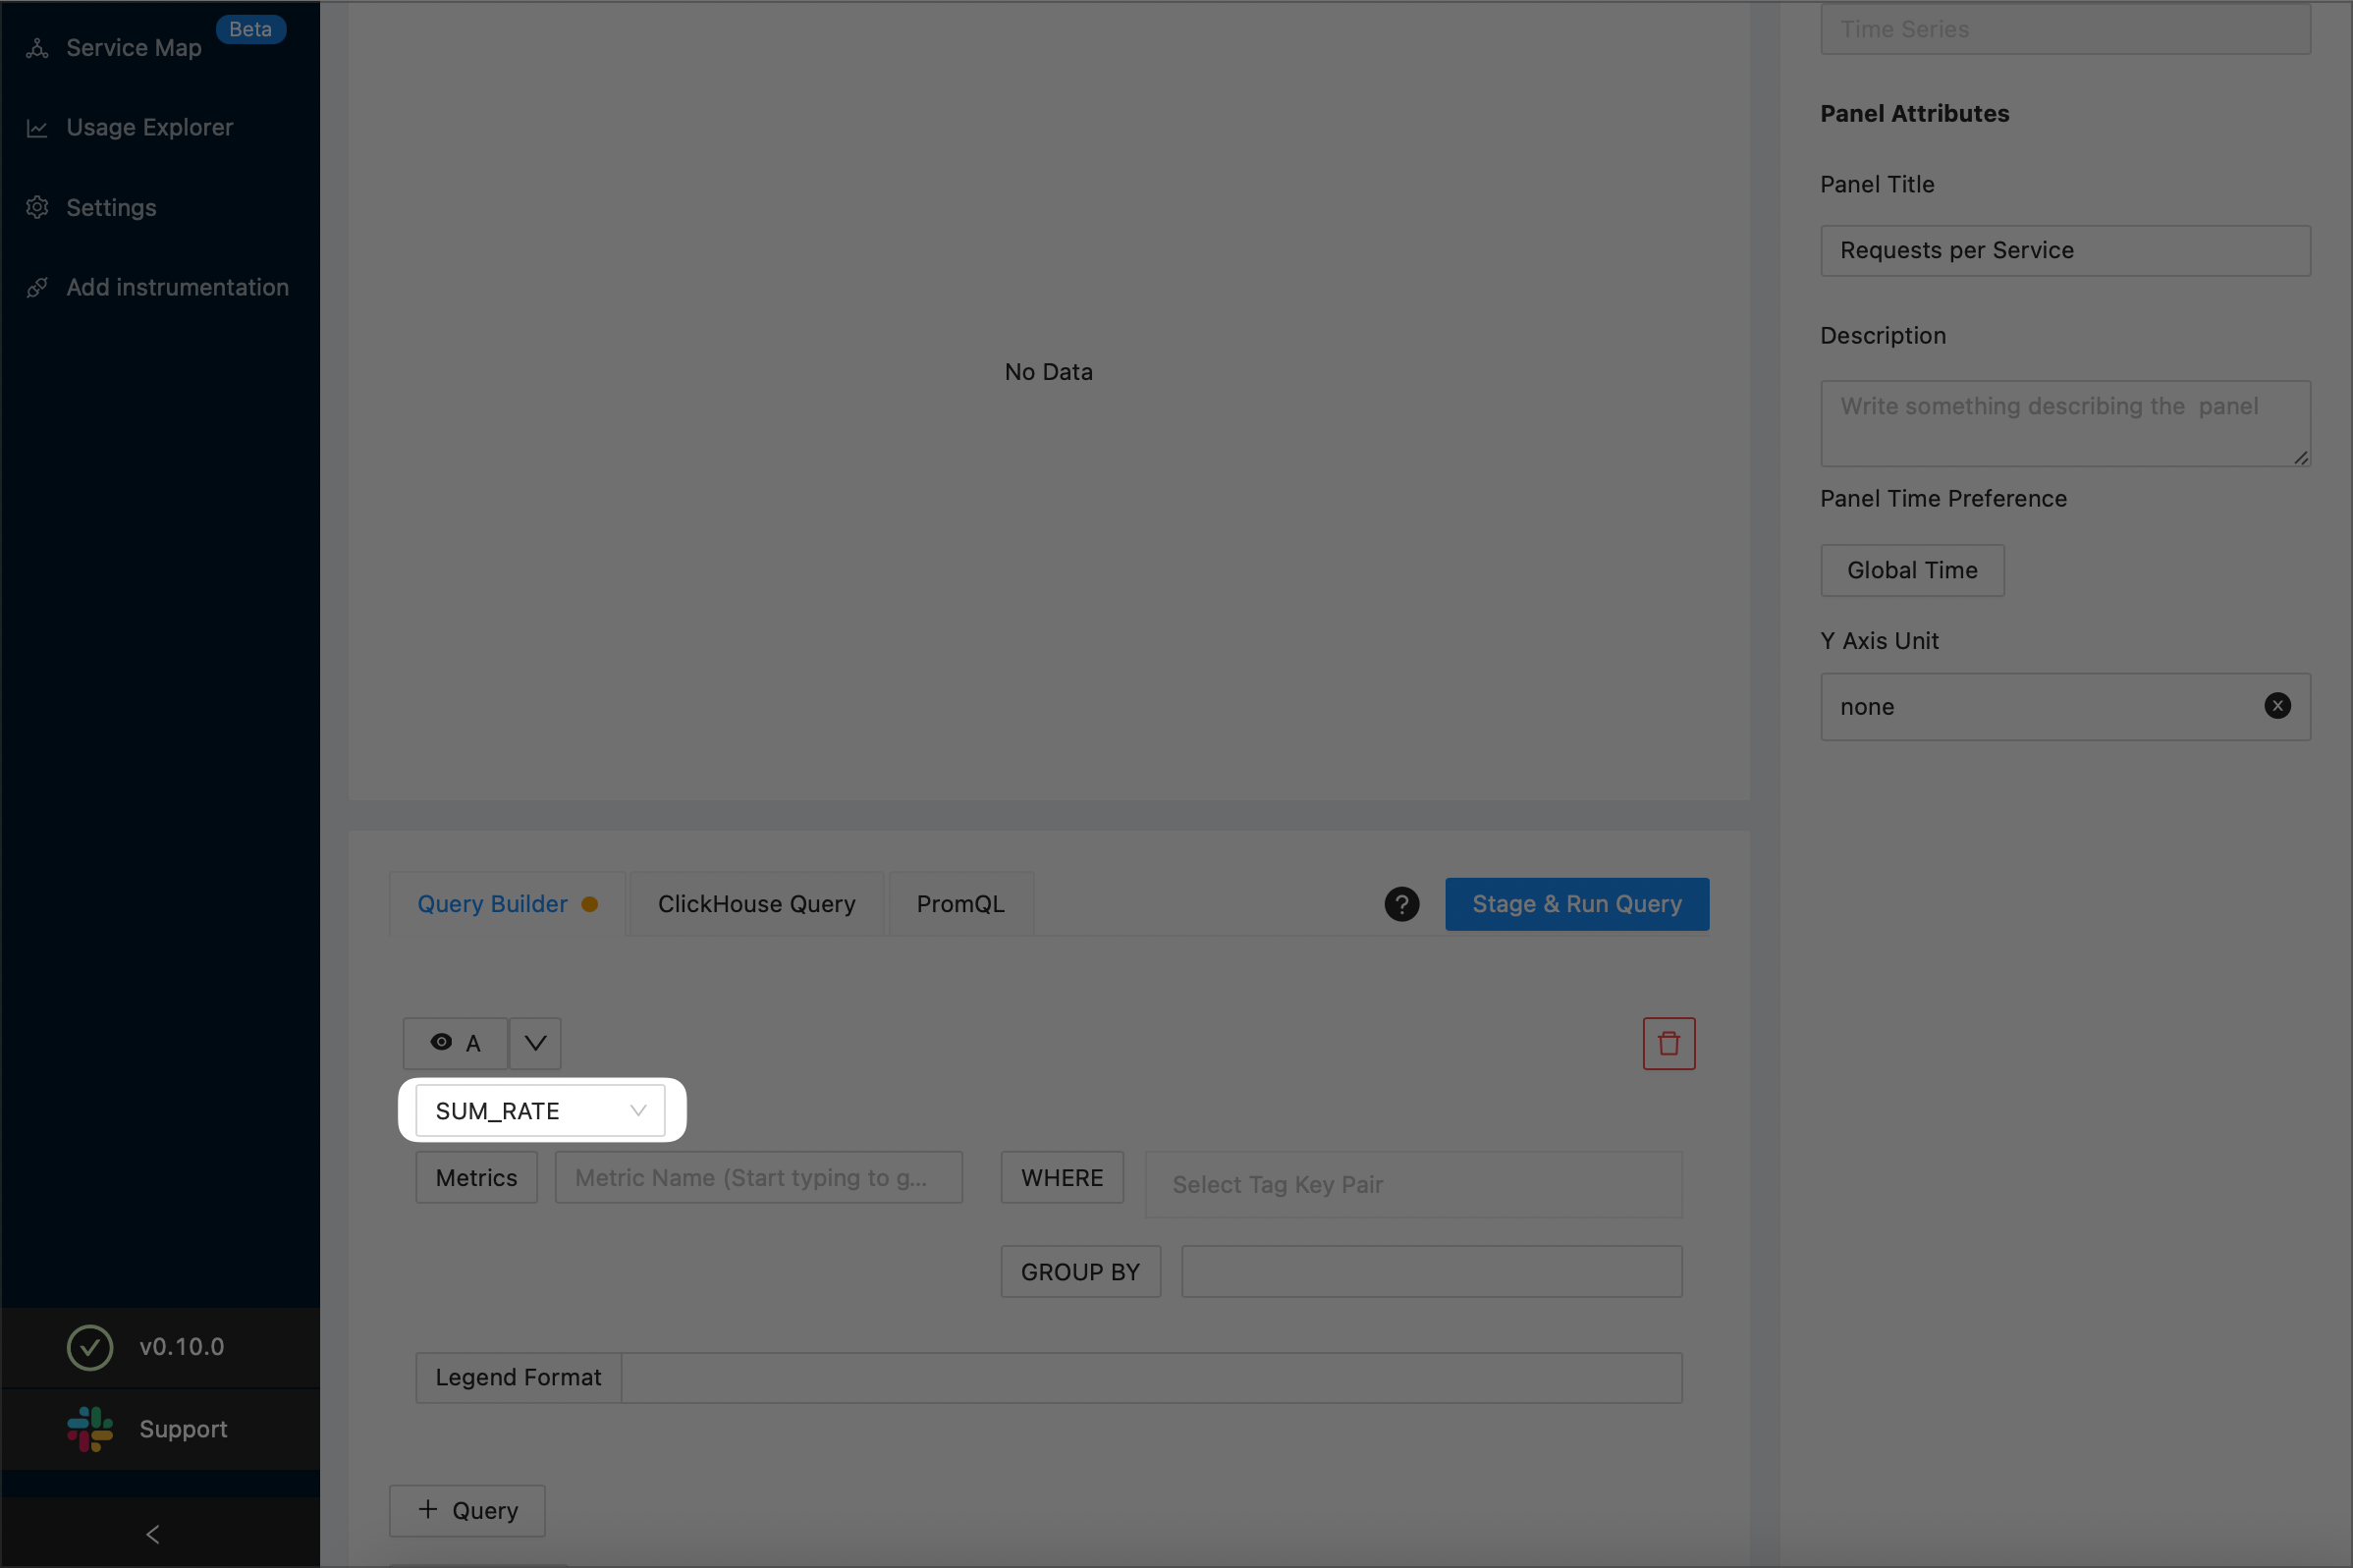 Service Map
Beta
Usage Explorer
Settings
Add instrumentation
v0.10.0
Support
No Data
Query Builder
ClickHouse Query
PromQL
?
Stage & Run Query
A
SUM_RATE
Metrics
Metric Name (Start typing to g...
WHERE
Select Tag Key Pair
GROUP BY
Legend Format
+ Query
Time Series
Panel Attributes
Panel Title
Requests per Service
Description
Write something describing the  panel
Panel Time Preference
Global Time
Y Axis Unit
none